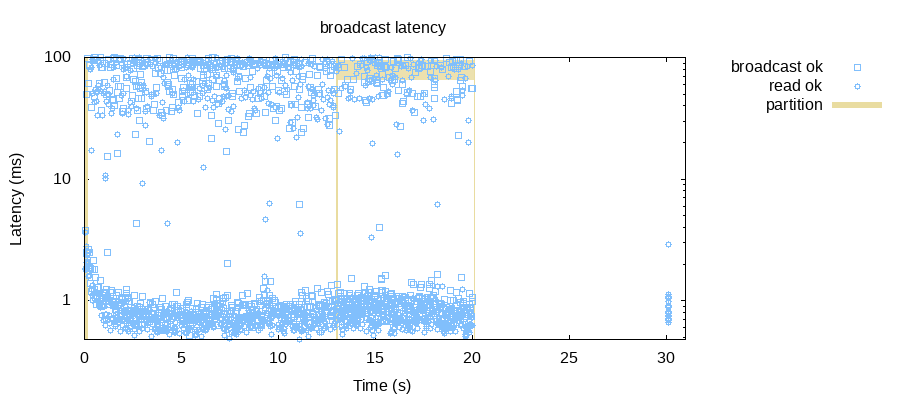 broadcast latency
100
10
1
0 5 10 15 20 25 30
Latency (ms)
Time (s)
broadcast ok
read ok
partition